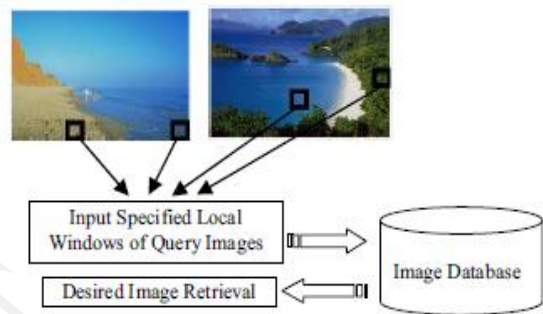 Input Specified Local
Windows of Query Images
Image Database
Desired Image Retrieval